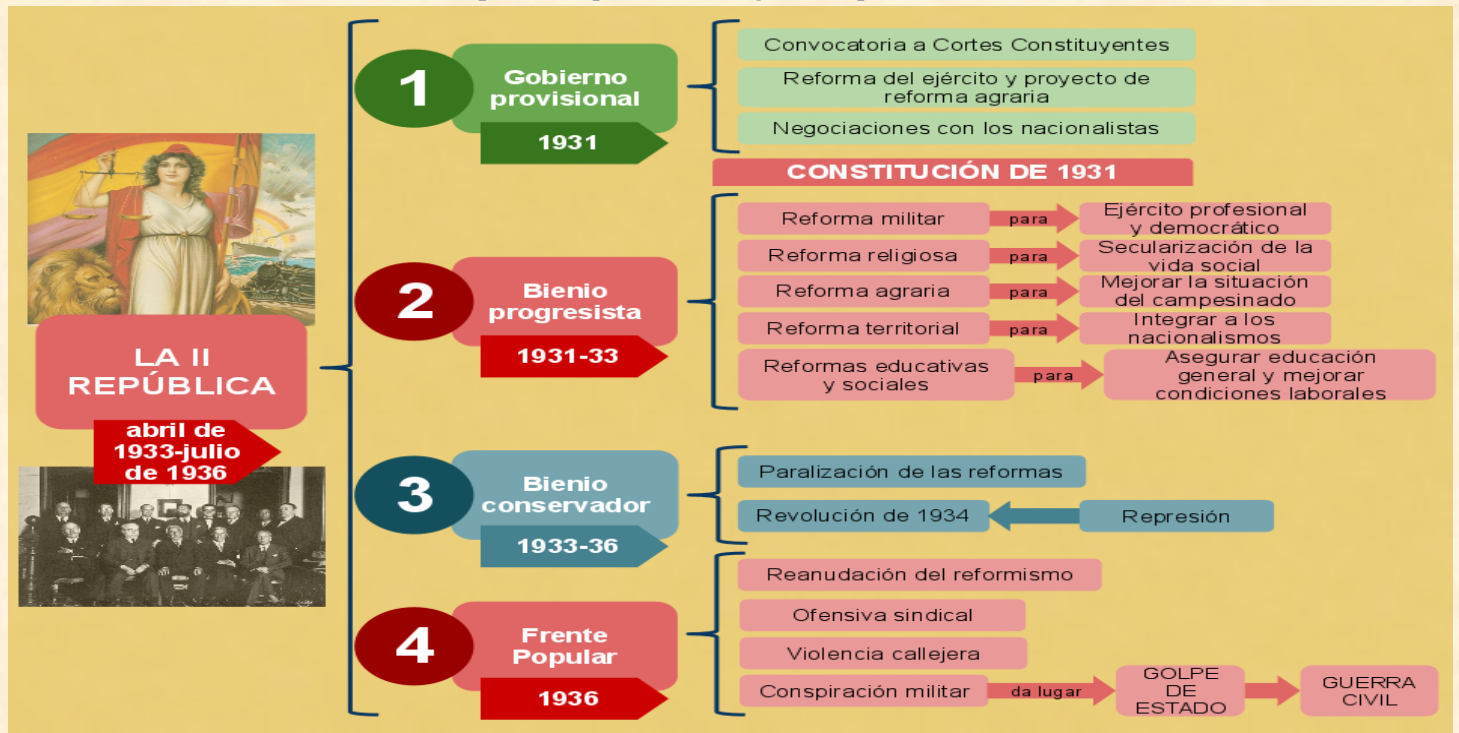 LA II
REPÚBLICA
abril de
1933-julio
de 1936
1
Gobierno
provisional
1931
Convocatoria a Cortes Constituyentes
Reforma del ejército y proyecto de
reforma agraria
Negociaciones con los nacionalistas
CONSTITUCIÓN DE 1931
2
Bienio
progresista
1931-33
Reforma militar
para
Ejército profesional
y democrático
Reforma religiosa
para
Secularización de la
vida social
Reforma agraria
para
Mejorar la situación
del campesinado
Reforma territorial
para
Integrar a los
nacionalismos
Reformas educativas
y sociales
para
Asegurar educación
general y mejorar
condiciones laborales
3
Bienio
conservador
1933-36
Paralización de las reformas
Revolución de 1934
Represión
4
Frente
Popular
1936
Reanudación del reformismo
Ofensiva sindical
Violencia callejera
Conspiración militar
da lugar
GOLPE
DE
ESTADO
GUERRA
CIVIL